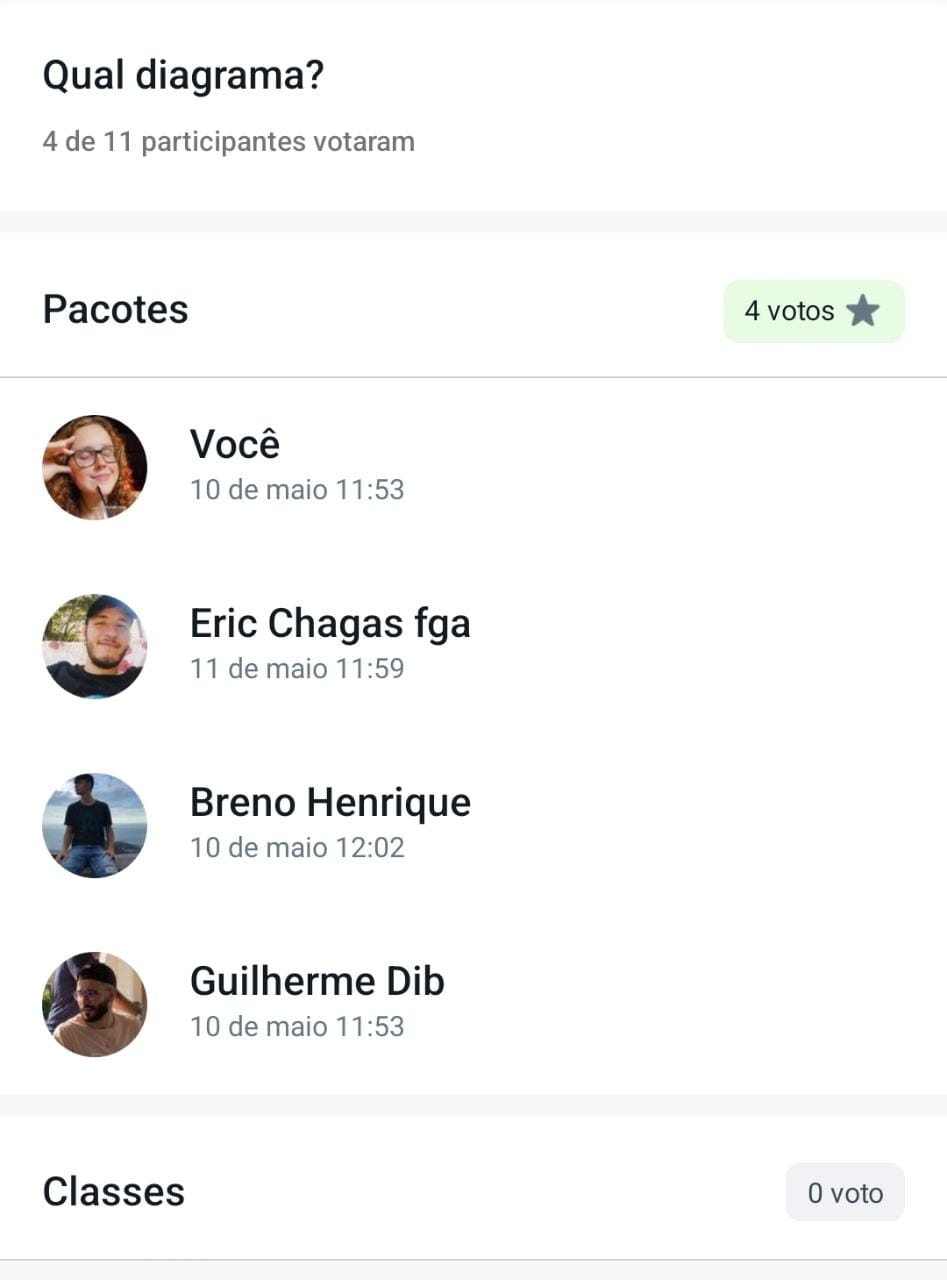 Qual diagrama?
4 de 11 participantes votaram
Pacotes
4 votos
Você
10 de maio 11:53
Eric Chagas fga
11 de maio 11:59
Breno Henrique
10 de maio 12:02
Guilherme Dib
10 de maio 11:53
Classes
0 voto